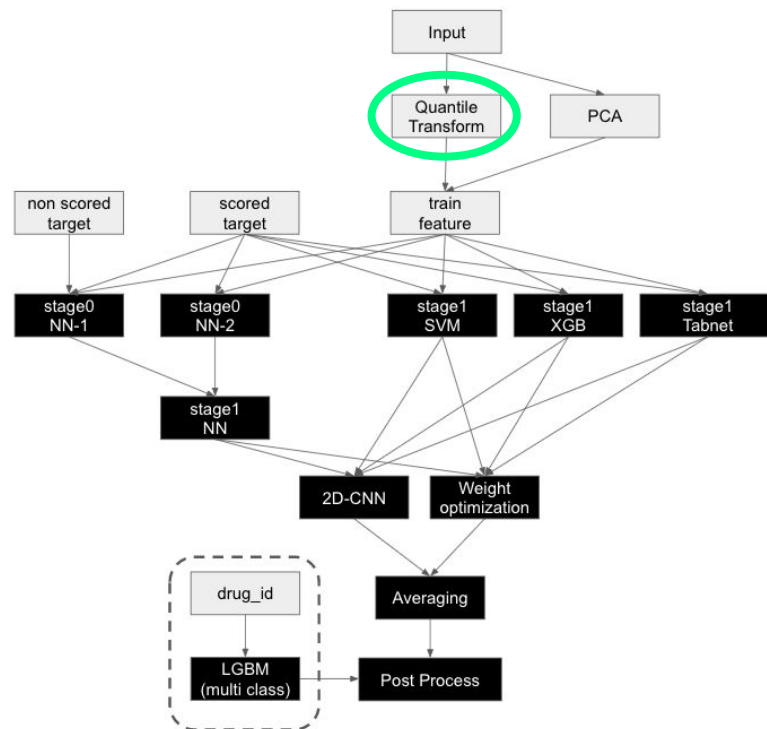 Input
Quantile
Transform
PCA
non scored
target
scored
target
train
feature
stage0
NN-1
stage0
NN-2
stage1
SVM
stage1
XGB
stage1
Tabnet
stage1
NN
2D-CNN
Weight
optimization
drug_id
Averaging
LGBM
(multi class)
Post Process